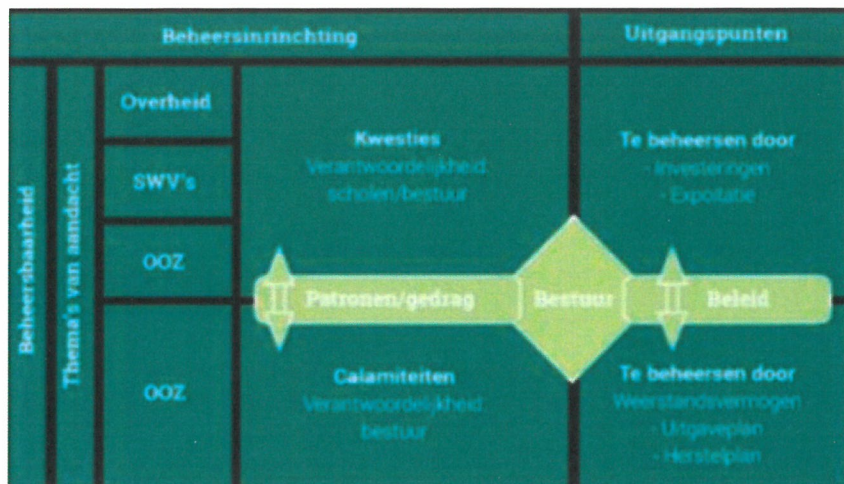 Beheersinrinchting
Uitgangspunten
Beheersbaarheid
Thema's van aandacht
Overheid
SWV's
OOZ
OOZ
Kwesties
Verantwoordelijkheid
scholen/bestuur
Te beheersen door
- Investeringen
- Expoitatie
Patronen/gedrag
Bestuur
Beleid
Calamiteiten
Verantwoordelijkheid
bestuur
Te beheersen door
Weerstandsvermogen
- Uitgaveplan
- Herstelplan